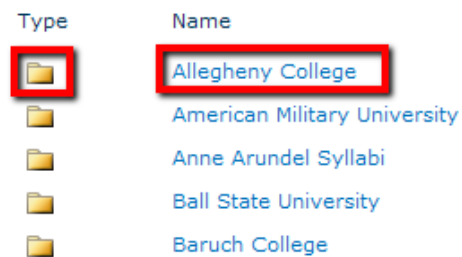 Type Name
Allegheny College
American Military University
Anne Arundel Syllabi
Ball State University
Baruch College